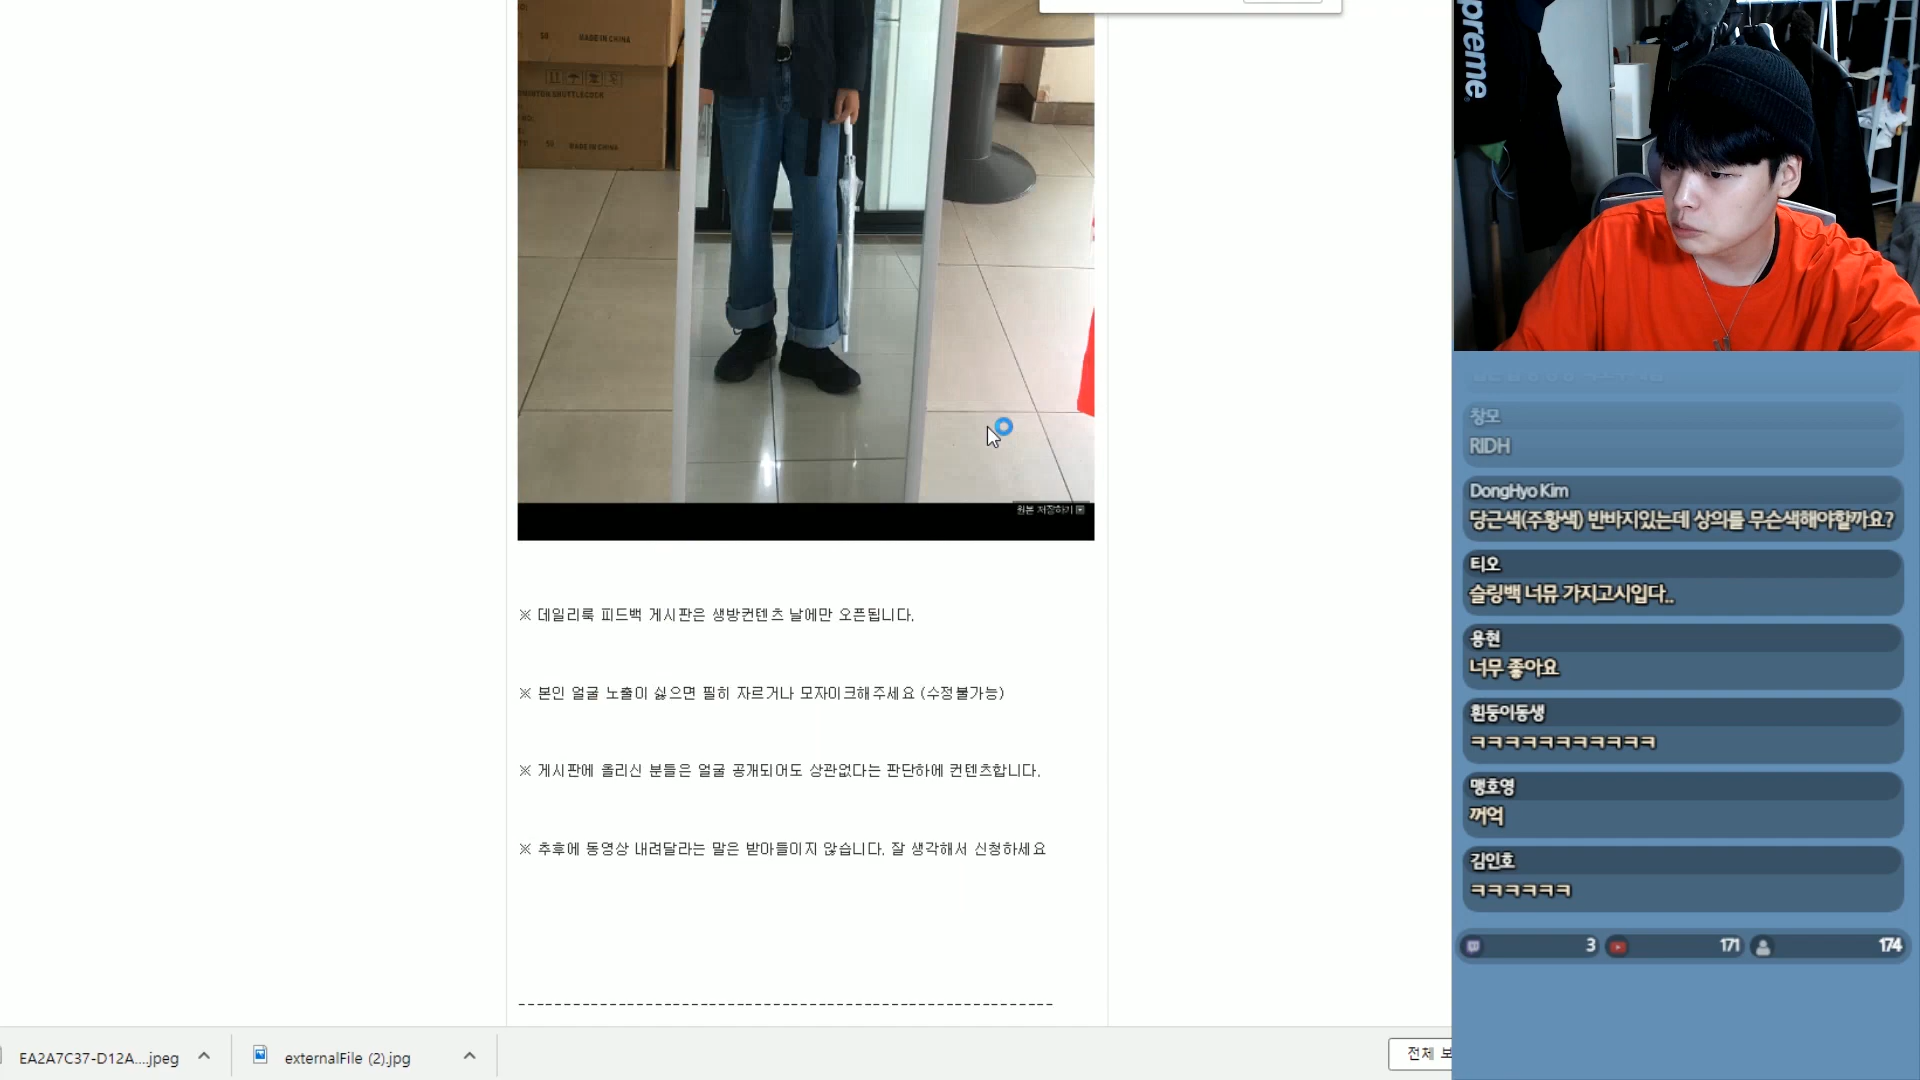 50 MADE IN CHINA
BADMINTON SHUTTLECOCK
50 MADE IN CHINA
원본 저장하기
※ 데일리룩 피드백 게시판은 생방컨텐츠 날에만 오픈됩니다.
※ 본인 얼굴 노출이 싫으면 필히 자르거나 모자이크해주세요 (수정불가능)
※ 게시판에 올리신 분들은 얼굴 공개되어도 상관없다는 판단하에 컨텐츠합니다.
※ 추후에 동영상 내려달라는 말은 받아들이지 않습니다. 잘 생각해서 신청하세요
------------------------------------------------------------
EA2A7C37-D12A....jpeg
externalFile (2).jpg
전체 보
preme
창모
RIDH
DongHyo Kim
당근색(주황색) 반바지있는데 상의를 무슨색해야할까요?
티오
슬링백 너뮤 가지고시입다..
용현
너무 좋아요
흰둥이동생
ㅋㅋㅋㅋㅋㅋㅋㅋㅋㅋㅋ
맹호영
꺼억
김인호
ㅋㅋㅋㅋㅋㅋ
3 171 174